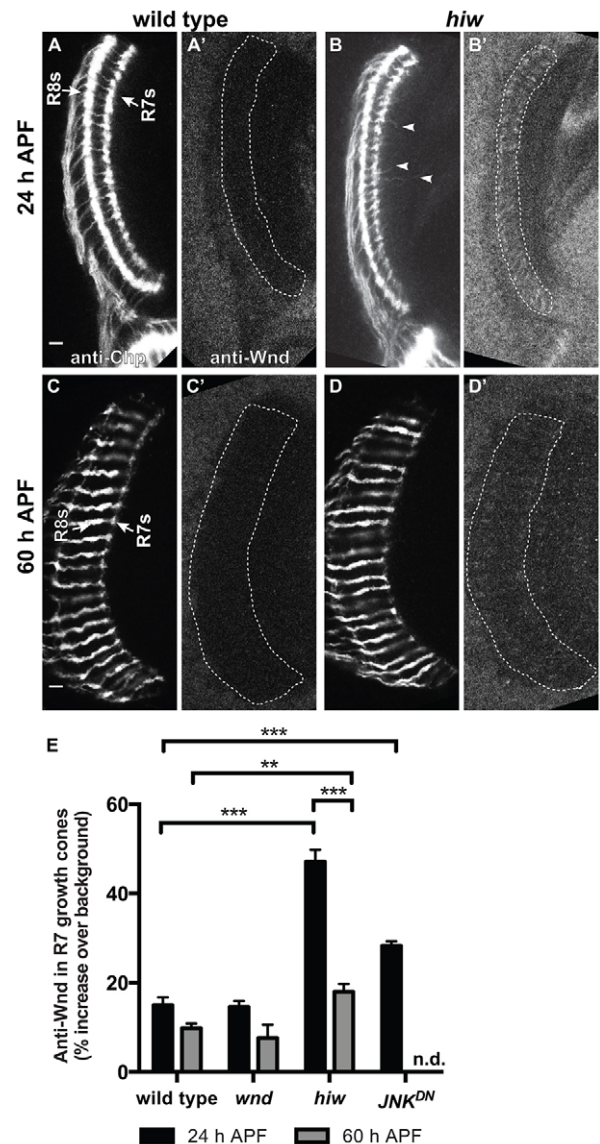 wild type
hiw
24 h APF
A
R8s
R7s
anti-Chp
A'
anti-Wnd
B
B'
60 h APF
C
R8s
R7s
C'
D
D'
E
***
**
***
***
Anti-Wnd in R7 growth cones
(% increase over background)
60
40
20
0
n.d.
wild type wnd hiw JNK^DN
24 h APF 60 h APF